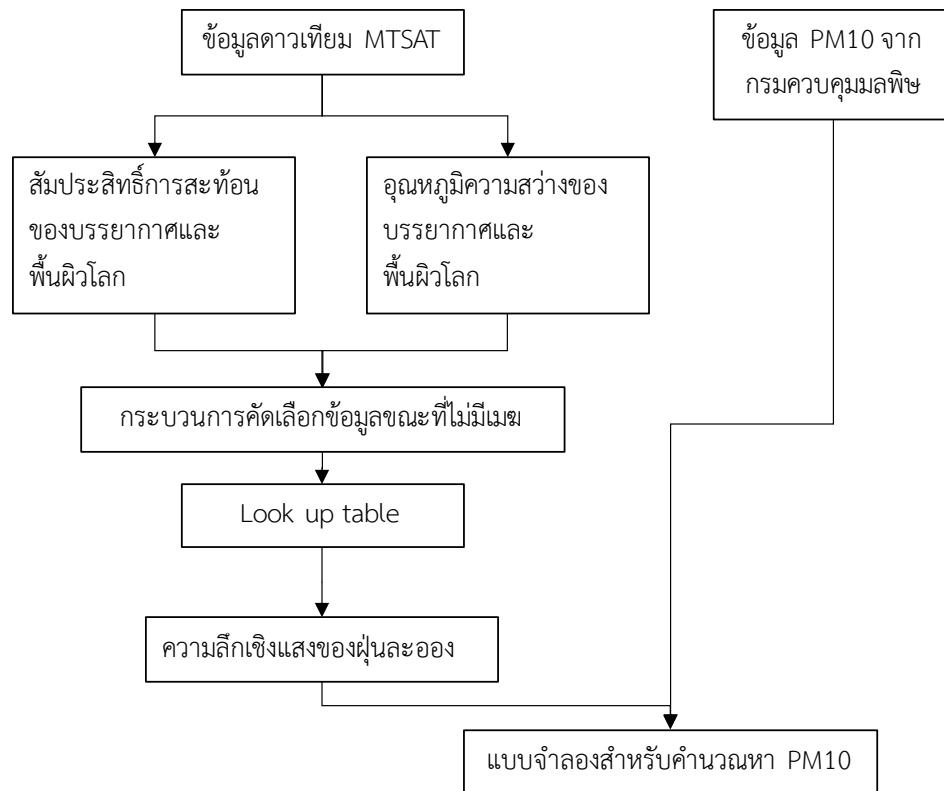 ข้อมูลดาวเทียม MTSAT
ข้อมูล PM10 จาก
กรมควบคุมมลพิษ
สัมประสิทธิ์การสะท้อน
ของบรรยากาศและ
พื้นผิวโลก
อุณหภูมิความสว่างของ
บรรยากาศและ
พื้นผิวโลก
กระบวนการคัดเลือกข้อมูลขณะที่ไม่มีเมฆ
Look up table
ความลึกเชิงแสงของฝุ่นละออง
แบบจำลองสำหรับคำนวณหา PM10